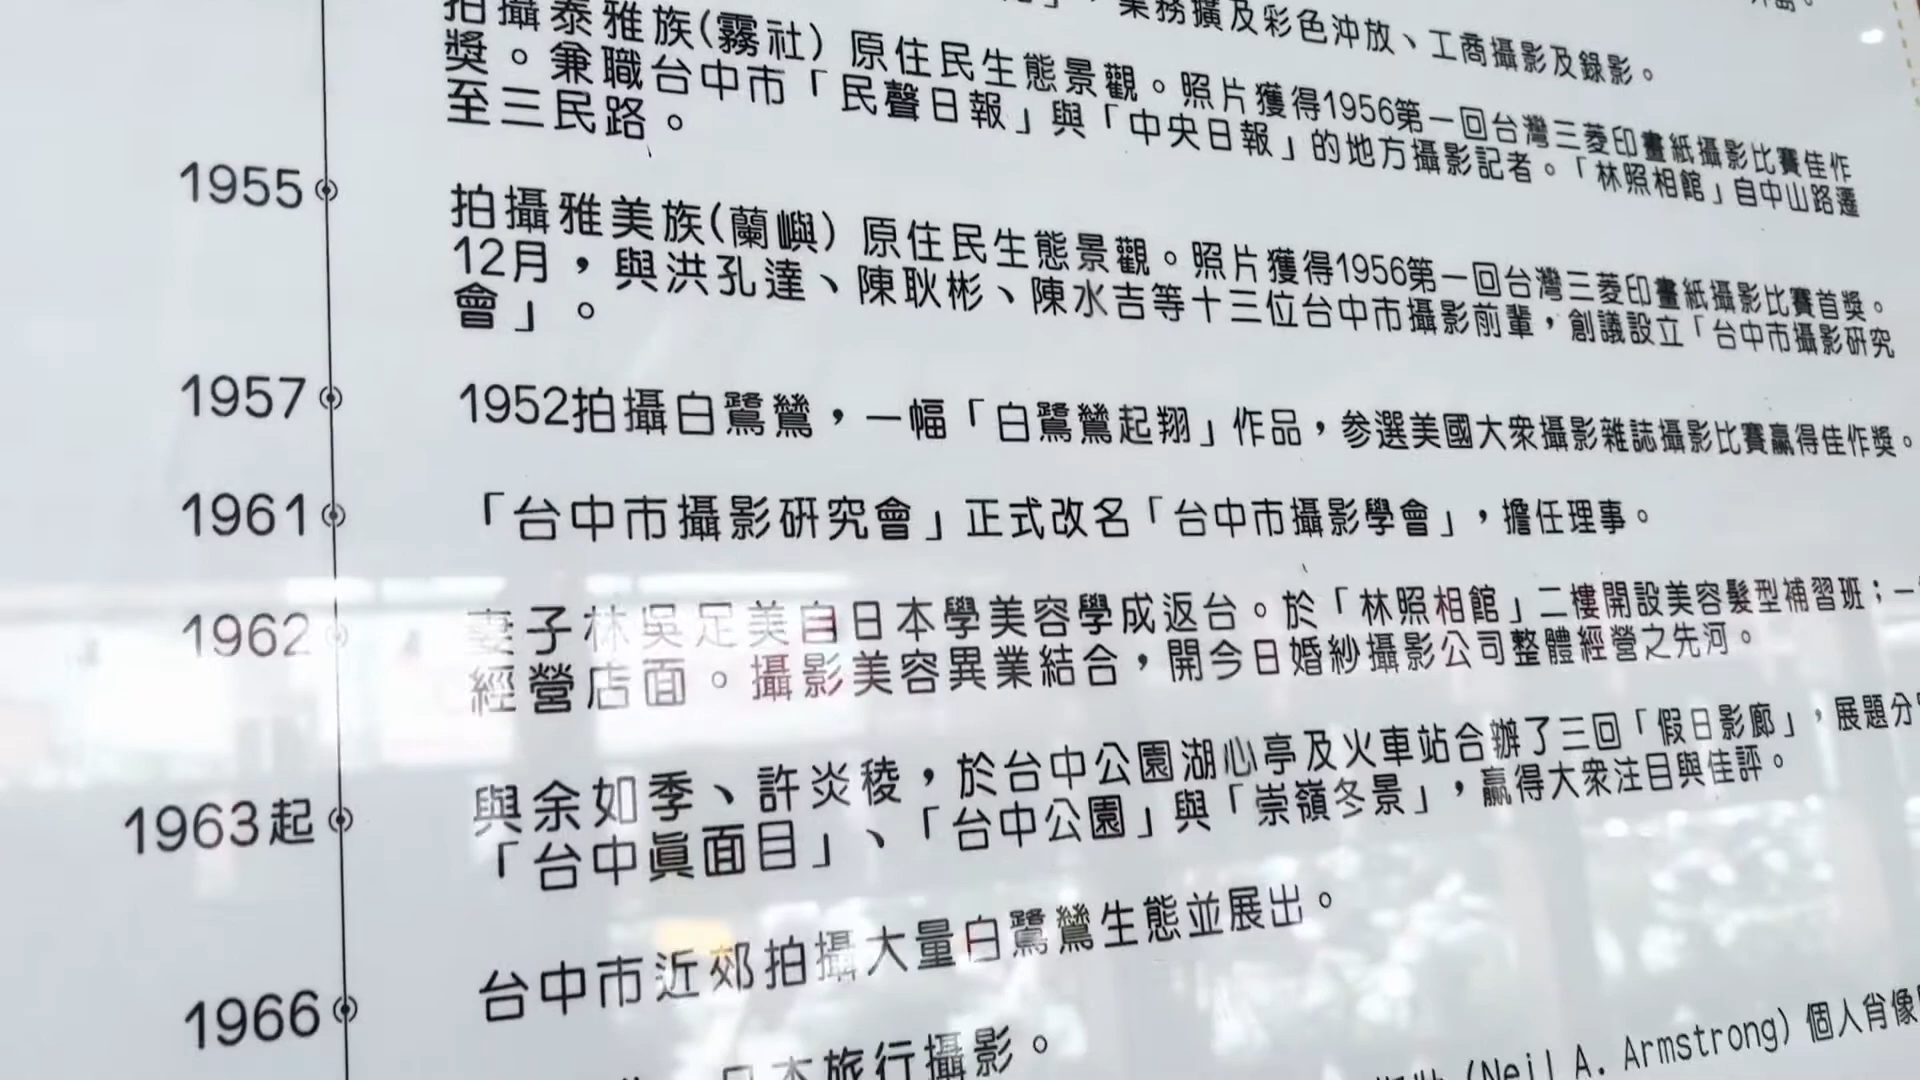 」，業務擴及彩色沖放、工商攝影及錄影。
拍攝泰雅族(霧社) 原住民生態景觀。照片獲得1956第一回台灣三菱印畫紙攝影比賽佳作
獎。兼職台中市「民聲日報」與「中央日報」的地方攝影記者。「林照相館」自中山路遷
至三民路。
1955
拍攝雅美族(蘭嶼) 原住民生態景觀。照片獲得1956第一回台灣三菱印畫紙攝影比賽首獎。
12月，與洪孔達、陳耿彬、陳水吉等十三位台中市攝影前輩，創議設立「台中市攝影研究
會」。
1957
1952拍攝白鷺鷥，一幅「白鷺鷥起翔」作品，參選美國大眾攝影雜誌攝影比賽贏得佳作獎。
1961
「台中市攝影研究會」正式改名「台中市攝影學會」，擔任理事。
1962
妻子林吳足美自日本學美容學成返台。於「林照相館」二樓開設美容髮型補習班；一
經營店面。攝影美容異業結合，開今日婚紗攝影公司整體經營之先河。
1963起
與余如季、許炎稜，於台中公園湖心亭及火車站合辦了三回「假日影廊」，展題分
「台中真面目」、「台中公園」與「崇嶺冬景」，贏得大眾注目與佳評。
台中市近郊拍攝大量白鷺鷥生態並展出。
1966
日本旅行攝影。
(Neil A. Armstrong) 個人肖像